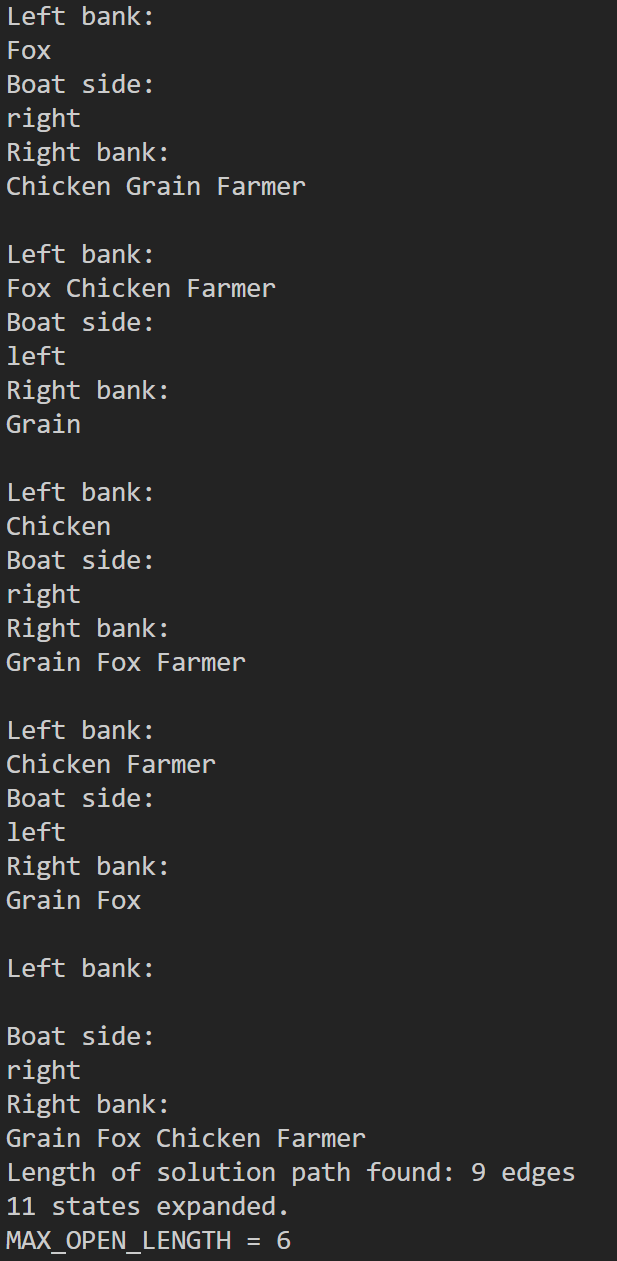 Left bank:
Fox
Boat side:
right
Right bank:
Chicken Grain Farmer
Left bank:
Fox Chicken Farmer
Boat side:
left
Right bank:
Grain
Left bank:
Chicken
Boat side:
right
Right bank:
Grain Fox Farmer
Left bank:
Chicken Farmer
Boat side:
left
Right bank:
Grain Fox
Left bank:
Boat side:
right
Right bank:
Grain Fox Chicken Farmer
Length of solution path found: 9 edges
11 states expanded.
MAX_OPEN_LENGTH = 6